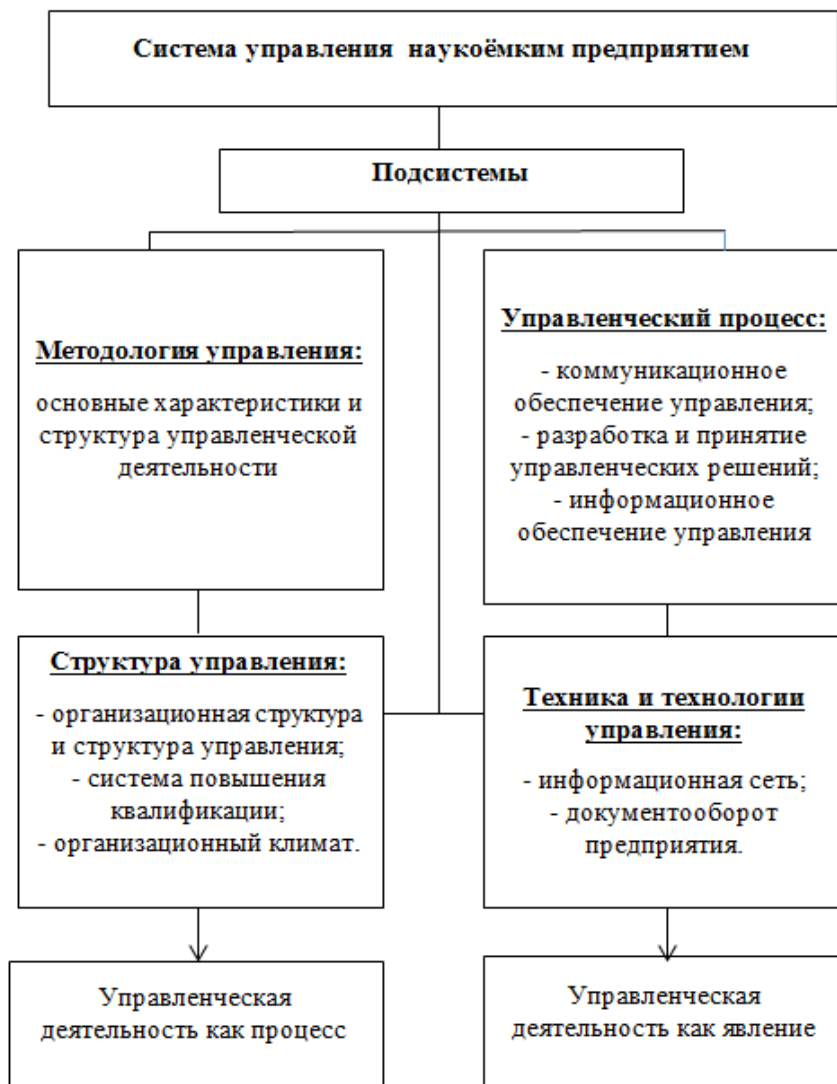 Система управления наукоёмким предприятием
Подсистемы
Методология управления:
основные характеристики и
структура управленческой
деятельности
Управленческий процесс:
- коммуникационное
обеспечение управления;
- разработка и принятие
управленческих решений;
- информационное
обеспечение управления
Структура управления:
- организационная структура
и структура управления;
- система повышения
квалификации;
- организационный климат.
Техника и технологии
управления:
- информационная сеть;
- документооборот
предприятия.
Управленческая
деятельность как процесс
Управленческая
деятельность как явление